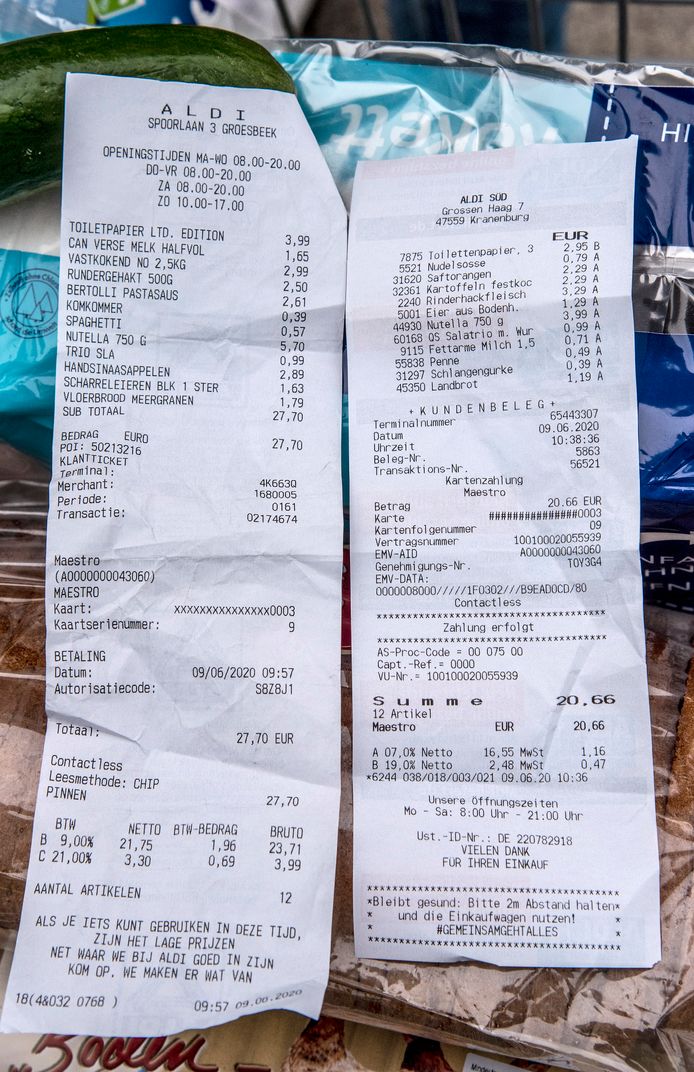 ALDI
SPOORLAAN 3 GROESBEEK
OPENINGSTIJDEN MA-WO 08.00-20.00
DO-VR 08.00-20.00
ZA 08.00-20.00
ZO 10.00-17.00
TOILETPAPIER LTD. EDITION 3,99
CAN VERSE MELK HALFVOL 1,65
VASTKOKEND NO 2,5KG 2,99
RUNDERGEHAKT 500G 2,50
BERTOLLI PASTASAUS 2,61
KOMKOMMER 0,39
SPAGHETTI 0,57
NUTELLA 750 G 5,70
TRIO SLA 0,99
HANDSINAASAPPELEN 2,89
SCHARRELEIEREN BLK 1 STER 1,63
VLOERBROOD MEERGRANEN 1,79
SUB TOTAAL 27,70
BEDRAG EURO 27,70
POI: 50213216
KLANTTICKET
Terminal: 4K663Q
Merchant: 1680005
Periode: 0161
Transactie: 02174674
Maestro
(A0000000043060)
MAESTRO
Kaart: xxxxxxxxxxxxxxx0003
Kaartserienummer: 9
BETALING
Datum: 09/06/2020 09:57
Autorisatiecode: S8Z8J1
Totaal: 27,70 EUR
Contactless
Leesmethode: CHIP
PINNEN 27,70
BTW NETTO BTW-BEDRAG BRUTO
B 9,00% 21,75 1,96 23,71
C 21,00% 3,30 0,69 3,99
AANTAL ARTIKELEN 12
ALS JE IETS KUNT GEBRUIKEN IN DEZE TIJD,
ZIJN HET LAGE PRIJZEN
NET WAAR WE BIJ ALDI GOED IN ZIJN
KOM OP. WE MAKEN ER WAT VAN
18(4&032 0768 ) 09:57 09.06.2020
ALDI SÜD
Grossen Haag 7
47559 Kranenburg
EUR
7875 Toilettenpapier, 3 2,95 B
5521 Nudelsosse 0,79 A
31620 Saftorangen 2,29 A
32361 Kartoffeln festkoc 2,29 A
2240 Rinderhackfleisch 3,29 A
5001 Eier aus Bodenh. 1,29 A
44930 Nutella 750 g 3,99 A
60168 QS Salatrio m. Wur 0,99 A
9115 Fettarme Milch 1,5 0,71 A
55838 Penne 0,49 A
31297 Schlangengurke 0,39 A
45350 Landbrot 1,19 A
+ KUNDENBELEG +
Terminalnummer 65443307
Datum 09.06.2020
Uhrzeit 10:38:36
Beleg-Nr. 5863
Transaktions-Nr. 56521
Kartenzahlung
Maestro
Betrag 20.66 EUR
Karte ###############0003
Kartenfolgenummer 09
Vertragsnummer 100100020055939
EMV-AID A0000000043060
Genehmigungs-Nr. T0Y3G4
EMV-DATA:
0000008000/////1F0302///B9EAD0CD/80
Contactless
************************************
Zahlung erfolgt
************************************
AS-Proc-Code = 00 075 00
Capt.-Ref.= 0000
VU-Nr.= 100100020055939
Summe 20,66
12 Artikel
Maestro EUR 20,66
A 07,0% Netto 16,55 MwSt 1,16
B 19,0% Netto 2,48 MwSt 0,47
*6244 038/018/003/021 09.06.20 10:36
Unsere Öffnungszeiten
Mo - Sa: 8:00 Uhr - 21:00 Uhr
Ust.-ID-Nr.: DE 220782918
VIELEN DANK
FÜR IHREN EINKAUF
************************************
*Bleibt gesund: Bitte 2m Abstand halten*
* und die Einkaufwagen nutzen! *
* #GEMEINSAMGEHTALLES *
************************************
HI
Boden